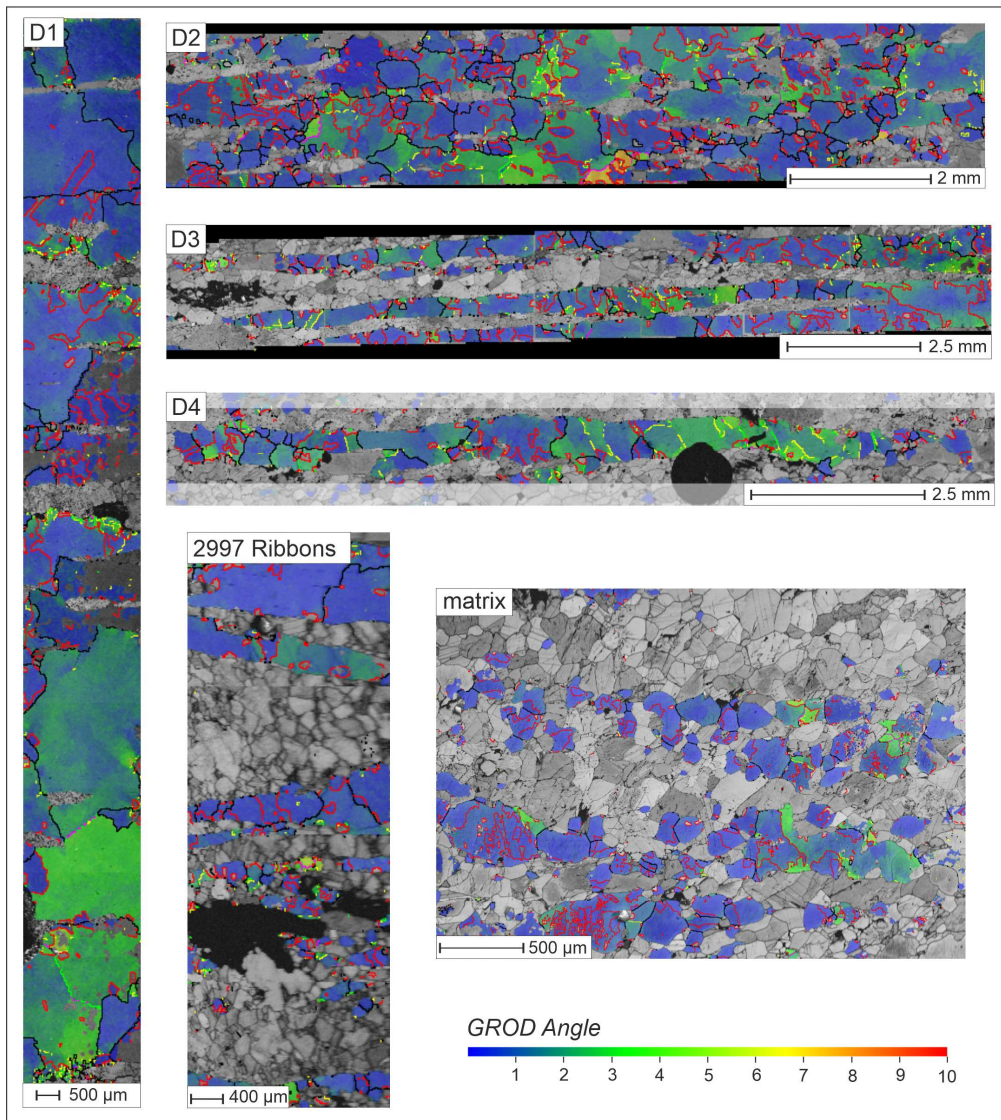 D1
D2
2 mm
D3
2.5 mm
D4
2.5 mm
2997 Ribbons
matrix
500 µm
GROD Angle
1 2 3 4 5 6 7 8 9 10
500 µm
400 µm